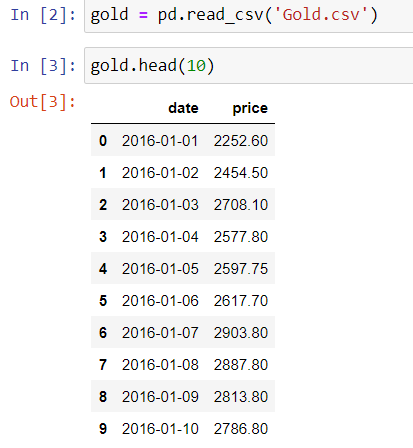 In [2]: gold = pd.read_csv('Gold.csv')
In [3]: gold.head(10)
Out[3]:
date price
0 2016-01-01 2252.60
1 2016-01-02 2454.50
2 2016-01-03 2708.10
3 2016-01-04 2577.80
4 2016-01-05 2597.75
5 2016-01-06 2617.70
6 2016-01-07 2903.80
7 2016-01-08 2887.80
8 2016-01-09 2813.80
9 2016-01-10 2786.80